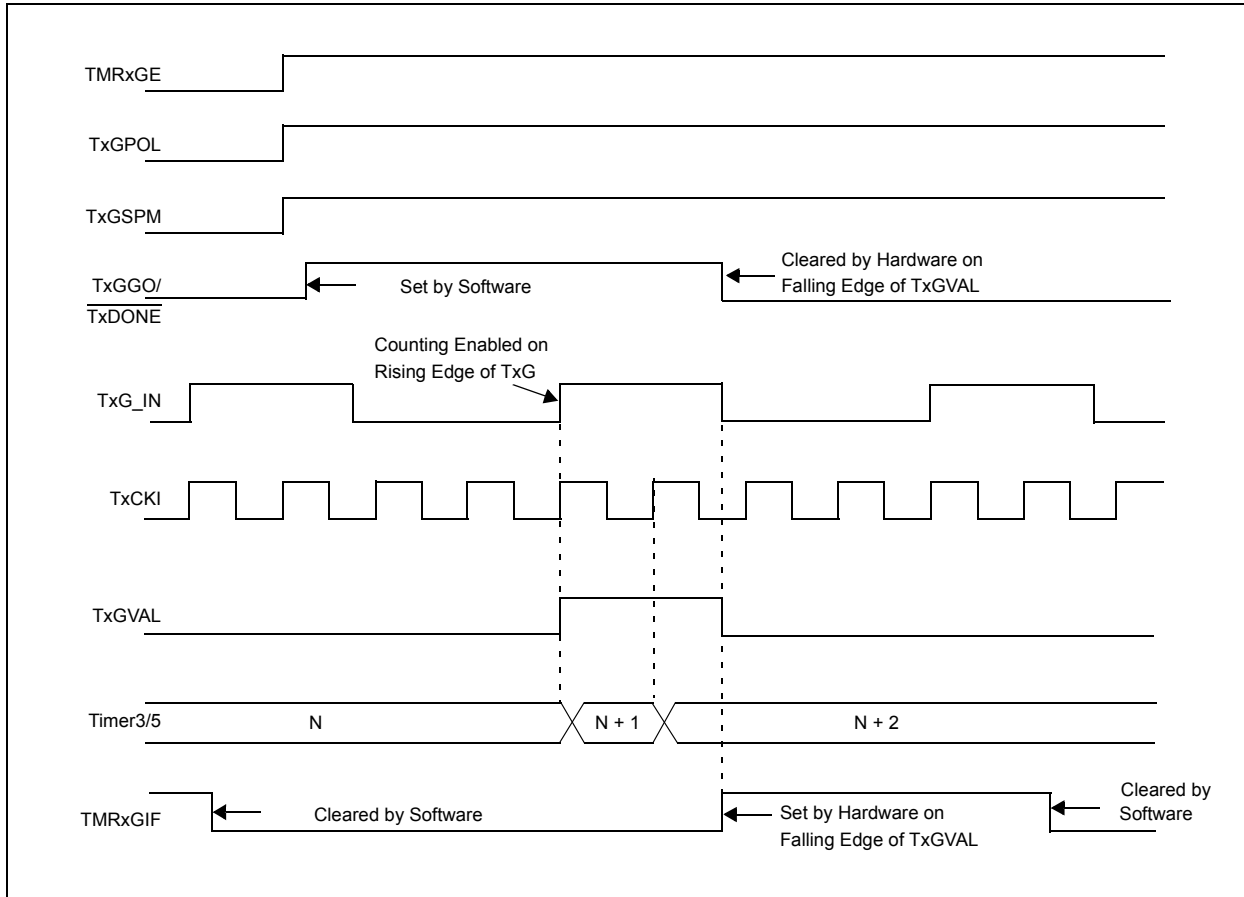 TMRxGE
TxGPOL
TxGSPM
TxGGO/
TxDONE
Set by Software
Cleared by Hardware on
Falling Edge of TxGVAL
Counting Enabled on
Rising Edge of TxG
TxG_IN
TxCKI
TxGVAL
Timer3/5
N
N + 1
N + 2
TMRxGIF
Cleared by Software
Set by Hardware on
Falling Edge of TxGVAL
Cleared by
Software